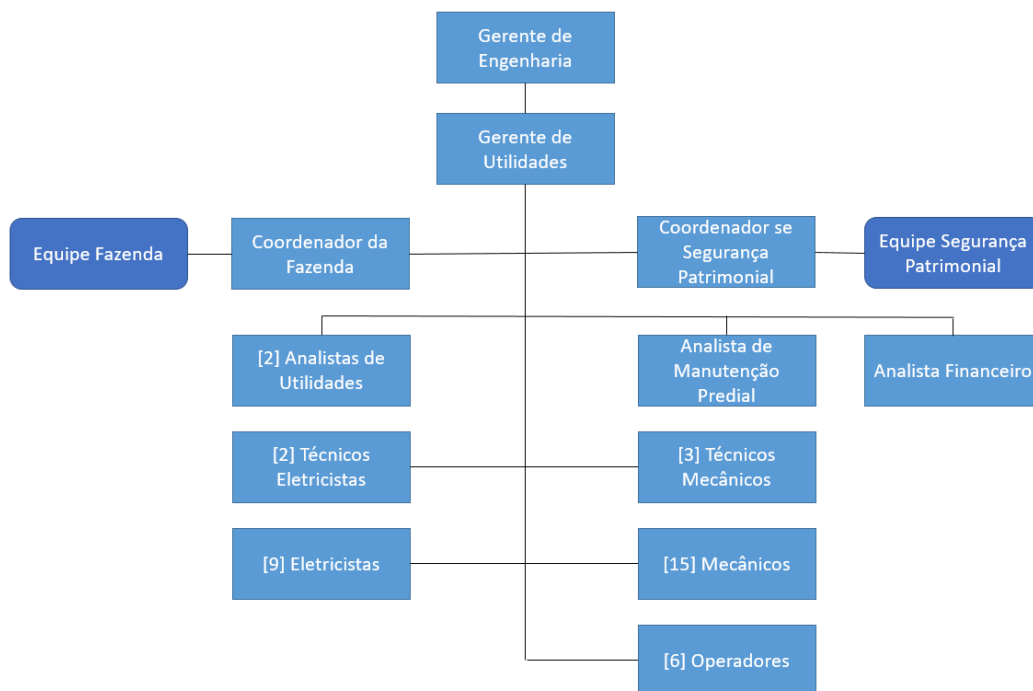 Gerente de
Engenharia
Gerente de
Utilidades
Equipe Fazenda
Coordenador da
Fazenda
Coordenador se
Segurança
Patrimonial
Equipe Segurança
Patrimonial
[2] Analistas de
Utilidades
Analista de
Manutenção
Predial
Analista Financeiro
[2] Técnicos
Eletricistas
[3] Técnicos
Mecânicos
[9] Eletricistas
[15] Mecânicos
[6] Operadores